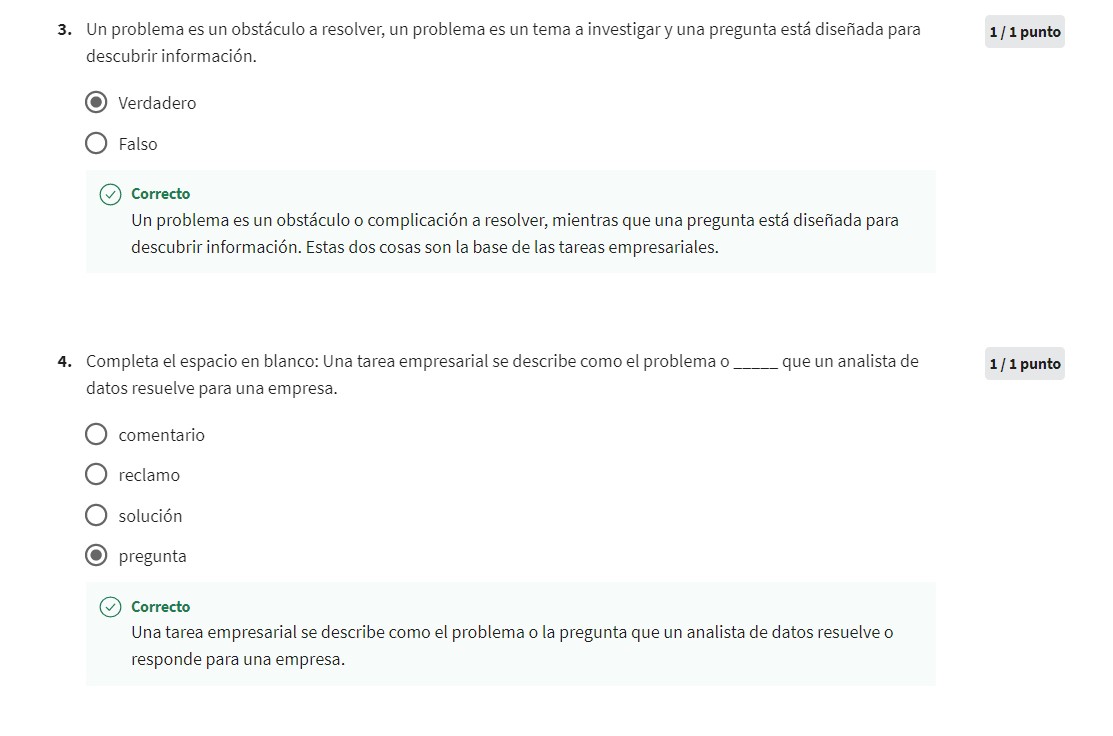 3. Un problema es un obstáculo a resolver, un problema es un tema a investigar y una pregunta está diseñada para
1 / 1 punto
descubrir información.
Verdadero
Falso
Correcto
Un problema es un obstáculo o complicación a resolver, mientras que una pregunta está diseñada para
descubrir información. Estas dos cosas son la base de las tareas empresariales.
4. Completa el espacio en blanco: Una tarea empresarial se describe como el problema o _____ que un analista de
1 / 1 punto
datos resuelve para una empresa.
comentario
reclamo
solución
pregunta
Correcto
Una tarea empresarial se describe como el problema o la pregunta que un analista de datos resuelve o
responde para una empresa.